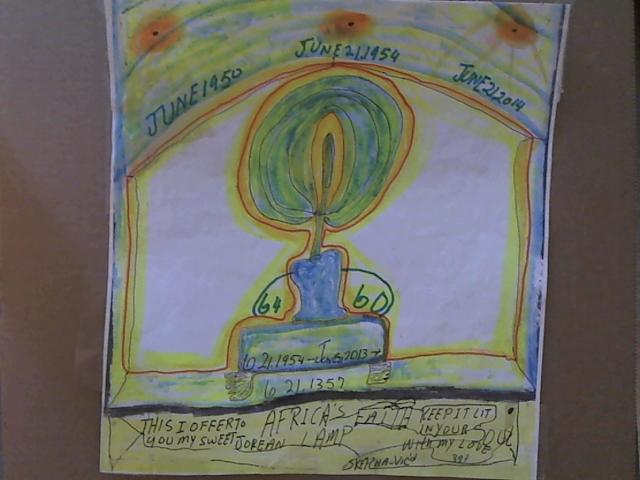 JUNE 1950
JUNE 21, 1954
JUNE 21 2014
64
60
6 21, 1954 - JUNE 2013
6 21, 1357
THIS I OFFER TO
YOU MY SWEET JOREAN
AFRICA'S FAITH
LAMP
KEEP IT LIT
IN YOUR SOUL
WITH MY LOVE